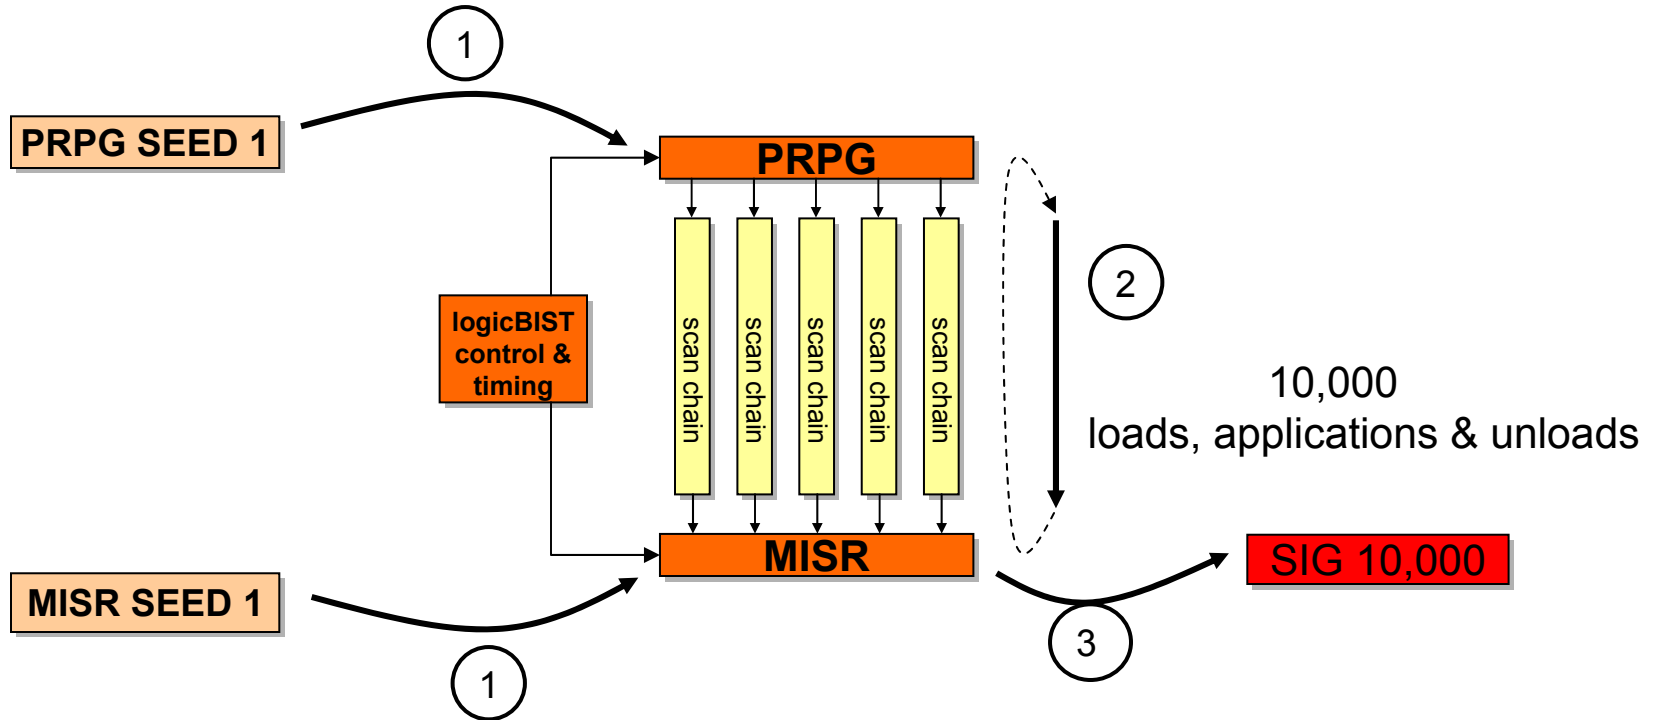 1
PRPG SEED 1
PRPG
scan chain
scan chain
scan chain
scan chain
scan chain
logicBIST
control &
timing
2
10,000
loads, applications & unloads
MISR
SIG 10,000
MISR SEED 1
1
3